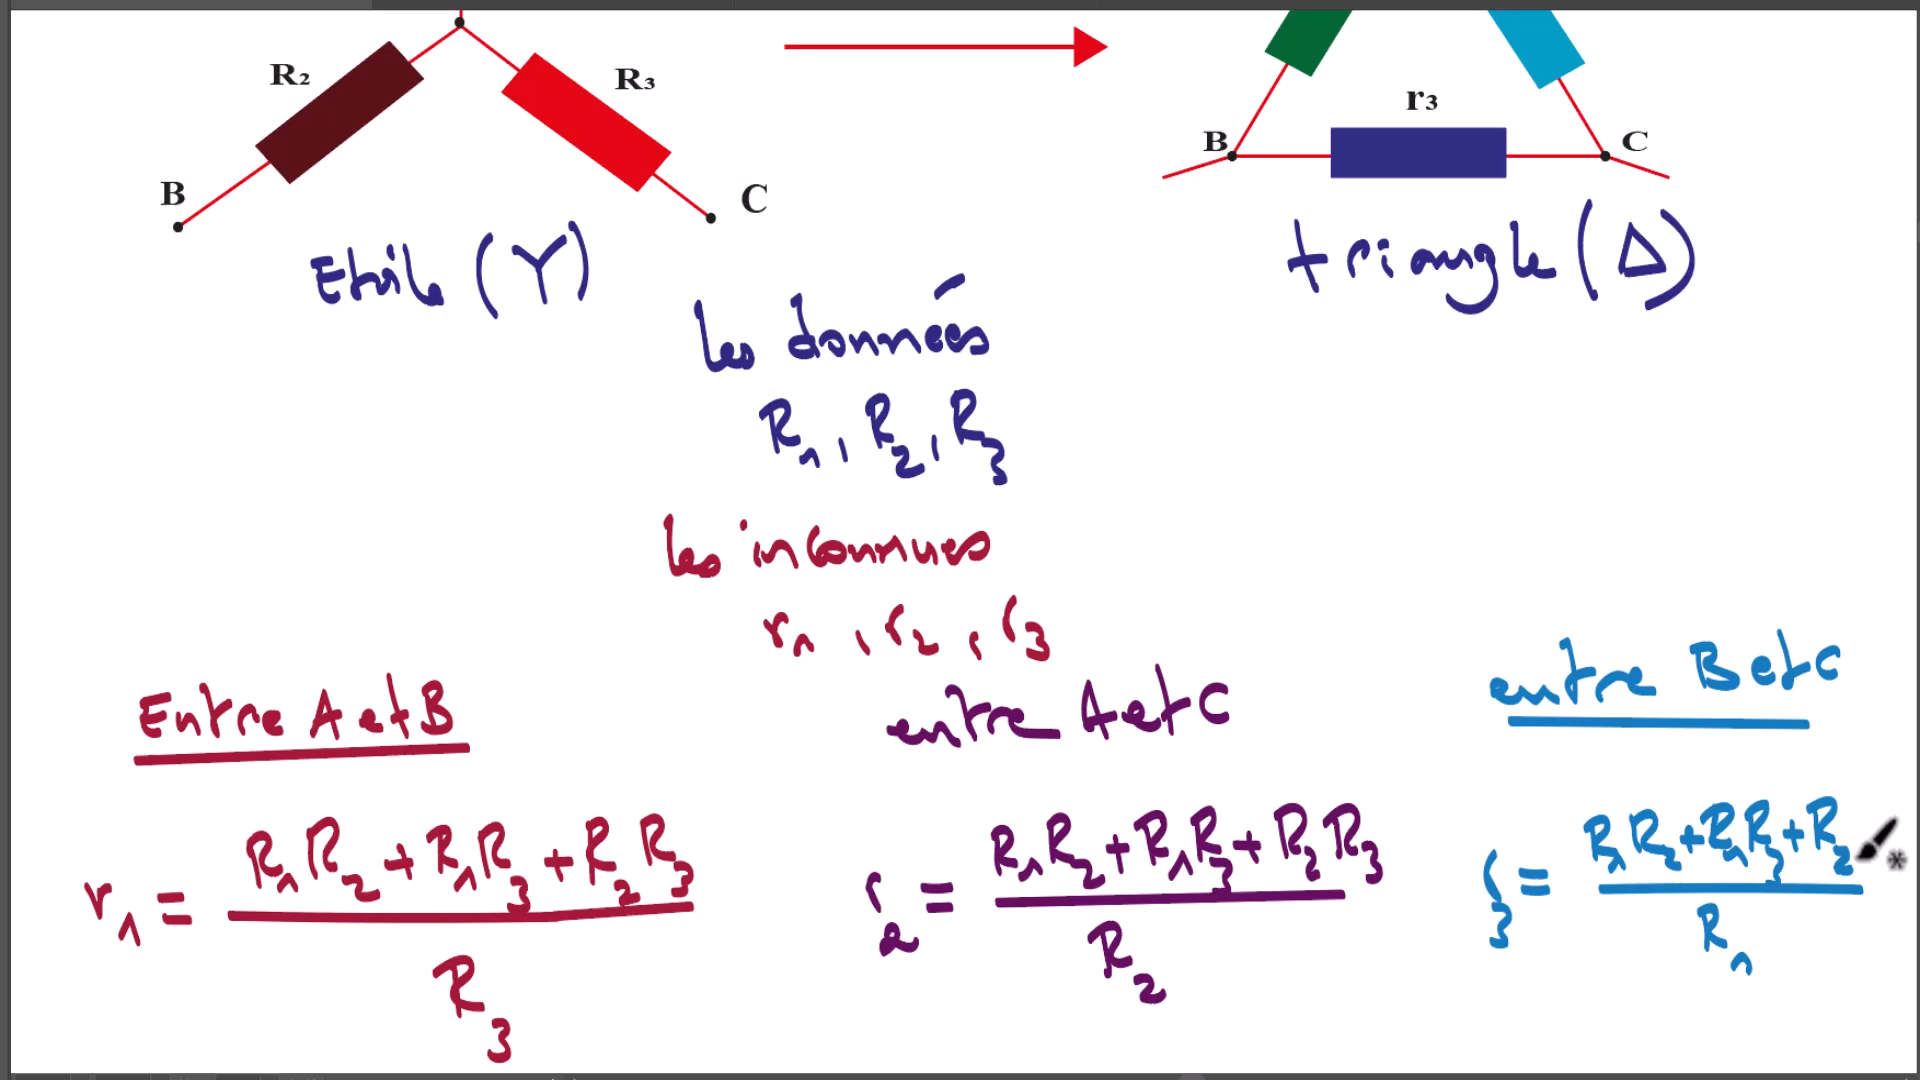 R₂
R₃
B
C
r₃
B
C
Etoile (Y)
triangle (Δ)
les données
R₁, R₂, R₃
les inconnues
r₁, r₂, r₃
Entre A et B
entre A et C
entre B et C
r₁ = (R₁R₂ + R₁R₃ + R₂R₃) / R₃
r₂ = (R₁R₂ + R₁R₃ + R₂R₃) / R₂
r₃ = (R₁R₂ + R₁R₃ + R₂ / R₁